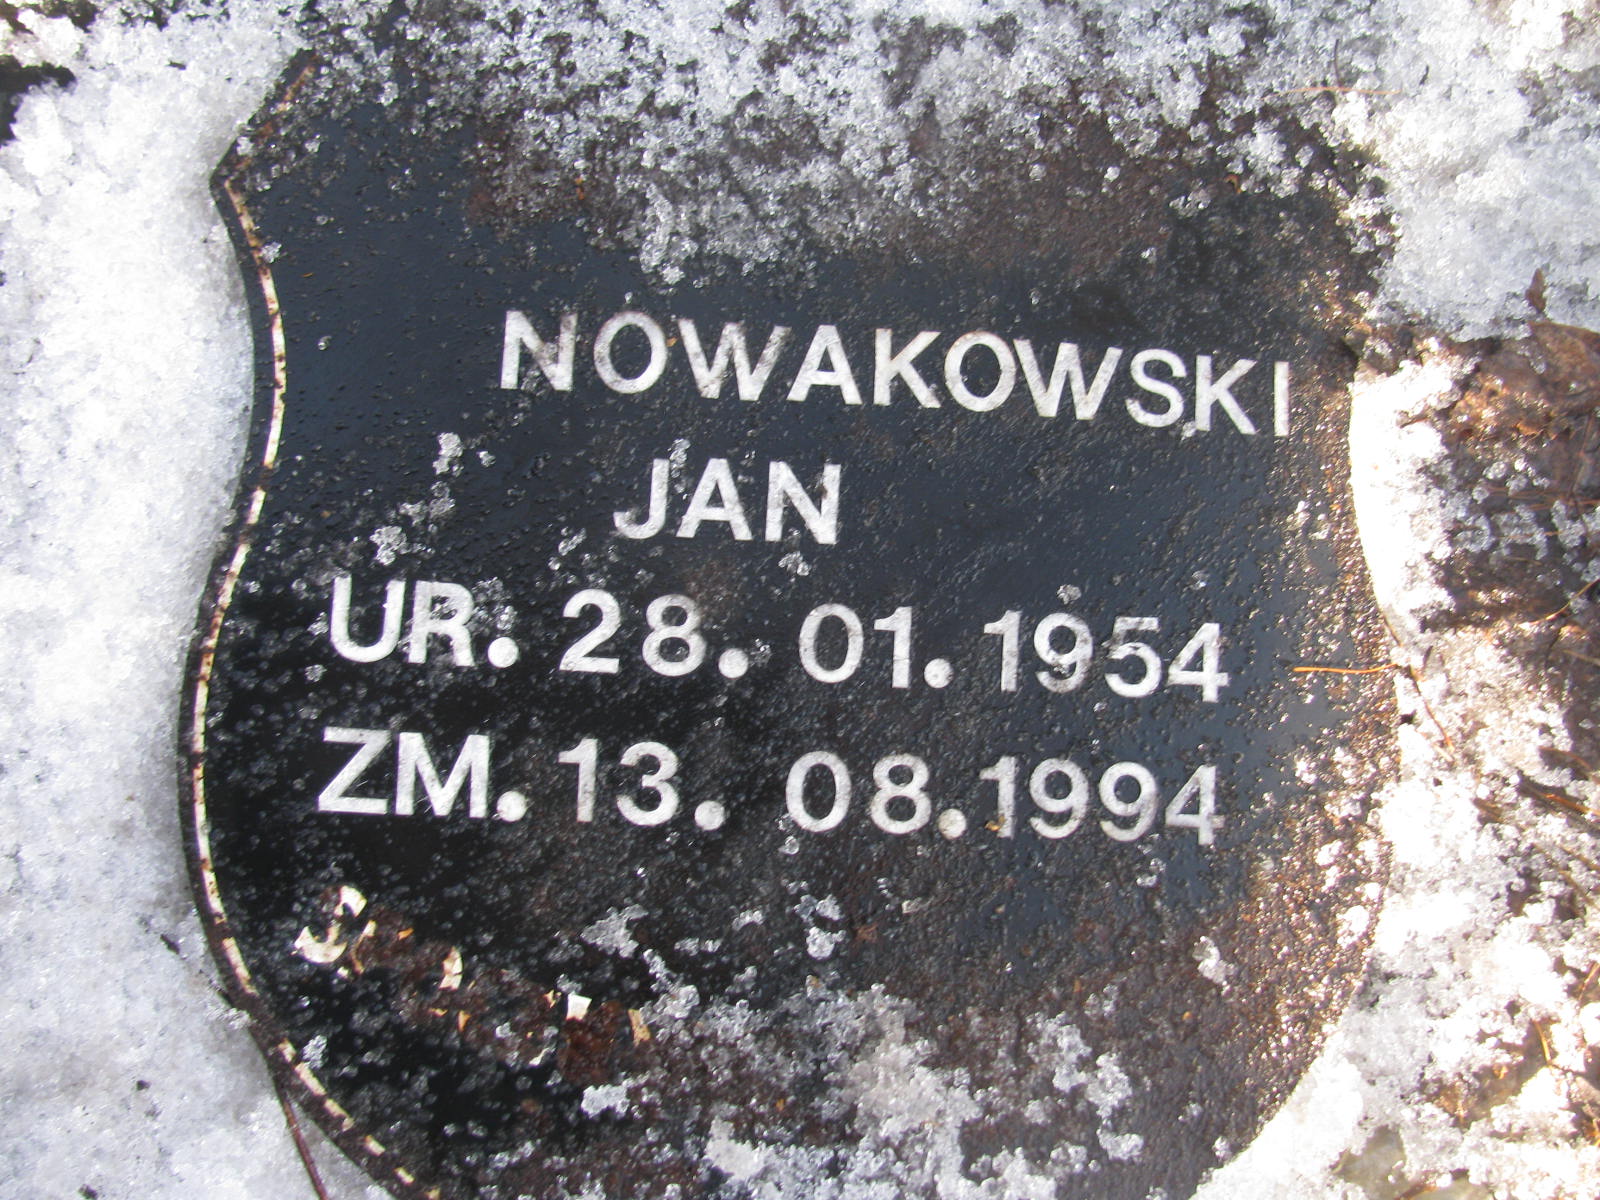 NOWAKOWSKI
JAN
UR. 28. 01. 1954
ZM. 13. 08.1994